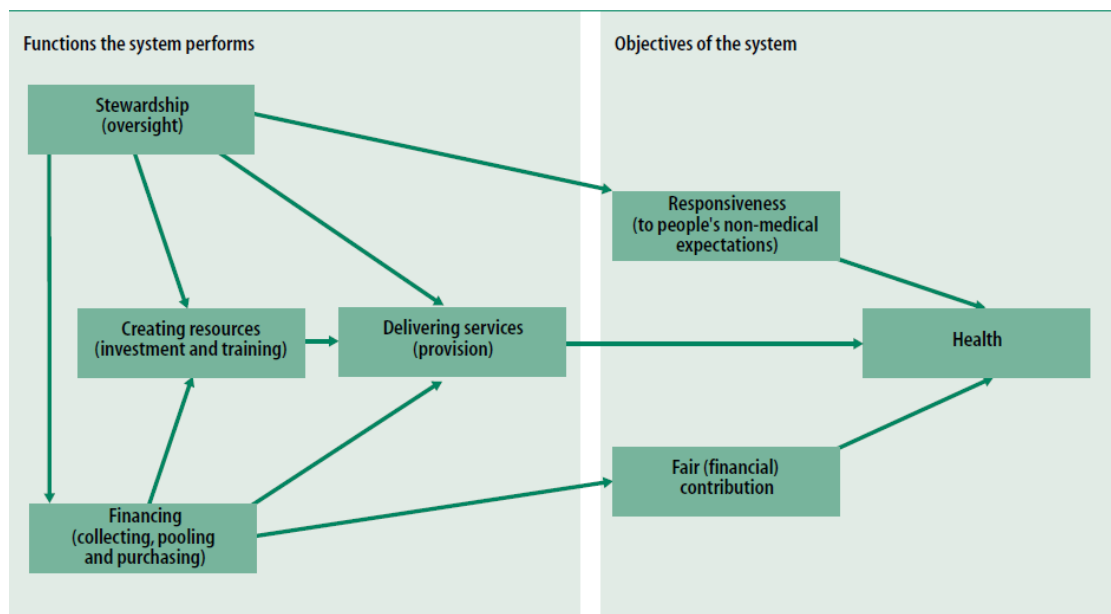 Functions the system performs
Objectives of the system
Stewardship
(oversight)
Responsiveness
(to people's non-medical
expectations)
Creating resources
(investment and training)
Delivering services
(provision)
Health
Fair (financial)
contribution
Financing
(collecting, pooling
and purchasing)